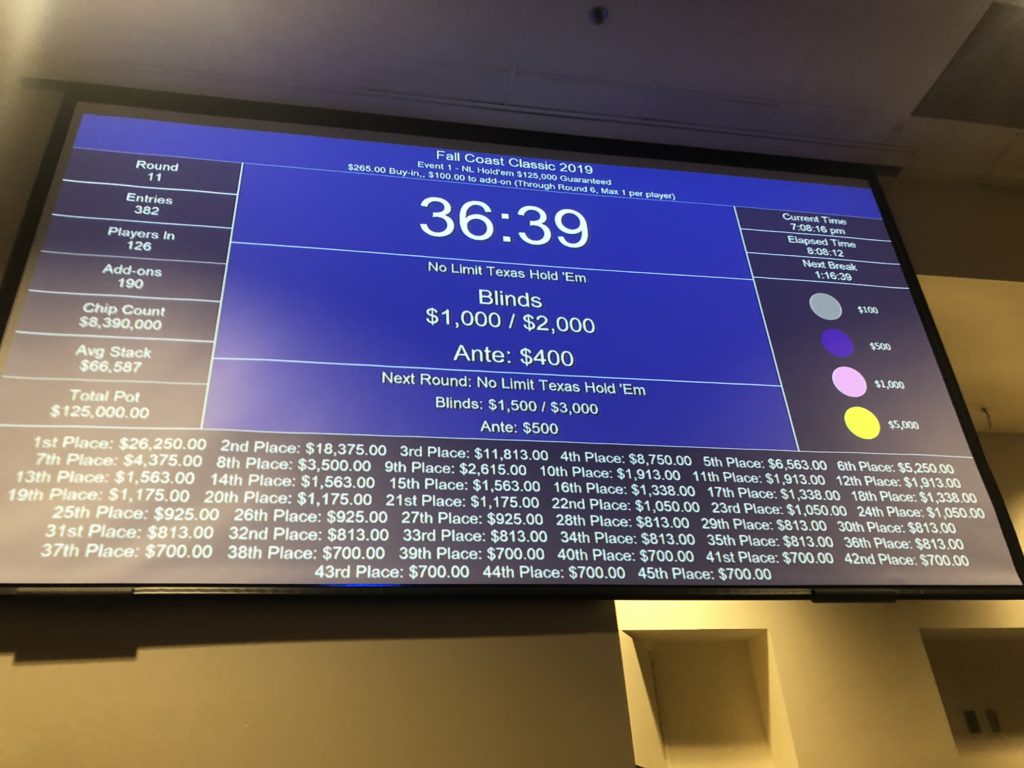 Fall Coast Classic 2019
Event 1 - NL Hold'em $125,000 Guaranteed
$265.00 Buy-in,, $100.00 to add-on (Through Round 6, Max 1 per player)
Round
11
Entries
382
Players In
126
Add-ons
190
Chip Count
$8,390,000
Avg Stack
$66,587
Total Pot
$125,000.00
36:39
No Limit Texas Hold 'Em
Blinds
$1,000 / $2,000
Ante: $400
Next Round: No Limit Texas Hold 'Em
Blinds: $1,500 / $3,000
Ante: $500
Current Time
7:08:16 pm
Elapsed Time
8:08:12
Next Break
1:16:39
$100
$500
$1,000
$5,000
1st Place: $26,250.00 2nd Place: $18,375.00 3rd Place: $11,813.00 4th Place: $8,750.00 5th Place: $6,563.00 6th Place: $5,250.00
7th Place: $4,375.00 8th Place: $3,500.00 9th Place: $2,615.00 10th Place: $1,913.00 11th Place: $1,913.00 12th Place: $1,913.00
13th Place: $1,563.00 14th Place: $1,563.00 15th Place: $1,563.00 16th Place: $1,338.00 17th Place: $1,338.00 18th Place: $1,338.00
19th Place: $1,175.00 20th Place: $1,175.00 21st Place: $1,175.00 22nd Place: $1,050.00 23rd Place: $1,050.00 24th Place: $1,050.00
25th Place: $925.00 26th Place: $925.00 27th Place: $925.00 28th Place: $813.00 29th Place: $813.00 30th Place: $813.00
31st Place: $813.00 32nd Place: $813.00 33rd Place: $813.00 34th Place: $813.00 35th Place: $813.00 36th Place: $813.00
37th Place: $700.00 38th Place: $700.00 39th Place: $700.00 40th Place: $700.00 41st Place: $700.00 42nd Place: $700.00
43rd Place: $700.00 44th Place: $700.00 45th Place: $700.00